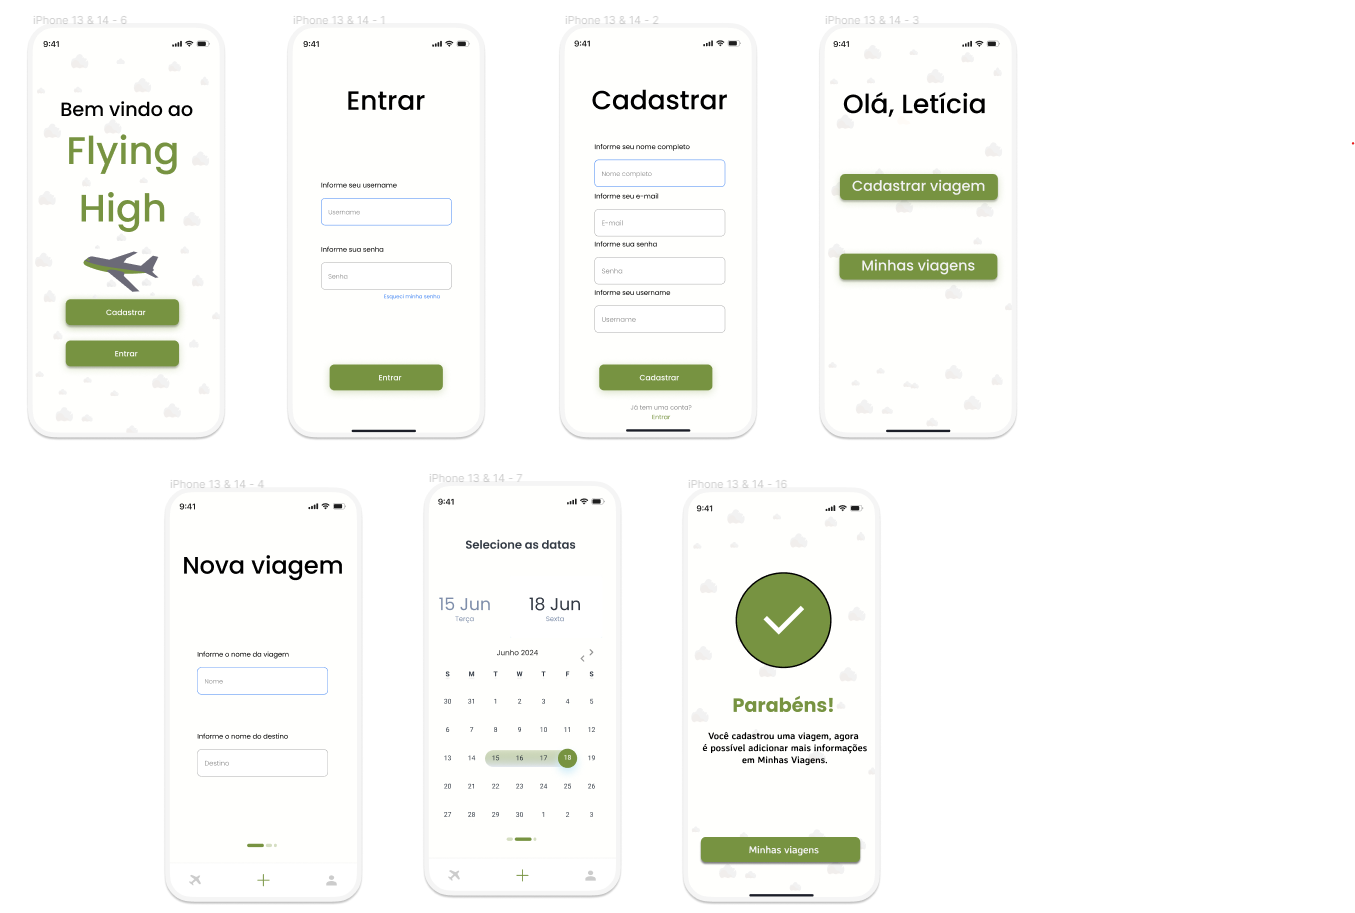 iPhone 13 & 14 - 6
9:41
Bem vindo ao
Flying
High
Cadastrar
Entrar
iPhone 13 & 14 - 1
9:41
Entrar
Informe seu username
Username
Informe sua senha
Senha
Esqueci minha senha
Entrar
iPhone 13 & 14 - 2
9:41
Cadastrar
Informe seu nome completo
Nome completo
Informe seu e-mail
E-mail
Informe sua senha
Senha
Informe seu username
Username
Cadastrar
Já tem uma conta?
Entrar
iPhone 13 & 14 - 3
9:41
Olá, Letícia
Cadastrar viagem
Minhas viagens
iPhone 13 & 14 - 4
9:41
Nova viagem
Informe o nome da viagem
Nome
Informe o nome do destino
Destino
iPhone 13 & 14 - 7
9:41
Selecione as datas
15 Jun 18 Jun
Terça Sexta
Junho 2024
S M T W T F S
30 31 1 2 3 4 5
6 7 8 9 10 11 12
13 14 15 16 17 18 19
20 21 22 23 24 25 26
27 28 29 30 1 2 3
iPhone 13 & 14 - 16
9:41
Parabéns!
Você cadastrou uma viagem, agora
é possível adicionar mais informações
em Minhas Viagens.
Minhas viagens